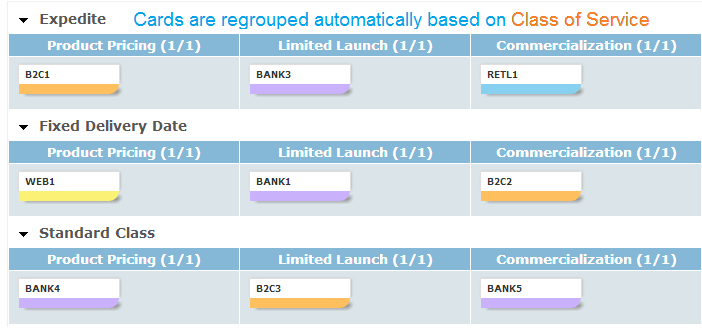 Expedite Cards are regrouped automatically based on Class of Service
Product Pricing (1/1) Limited Launch (1/1) Commercialization (1/1)
B2C1 BANK3 RETL1
Fixed Delivery Date
Product Pricing (1/1) Limited Launch (1/1) Commercialization (1/1)
WEB1 BANK1 B2C2
Standard Class
Product Pricing (1/1) Limited Launch (1/1) Commercialization (1/1)
BANK4 B2C3 BANK5